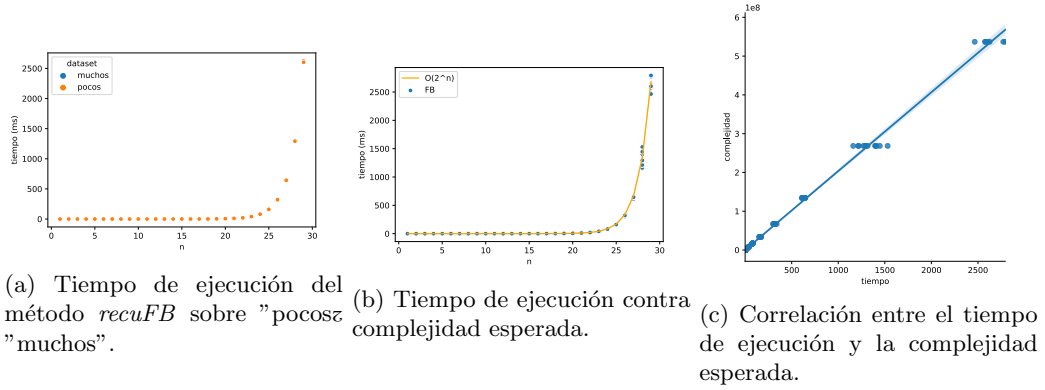 dataset
muchos
pocos
2500
2000
1500
1000
500
0
tiempo (ms)
0 5 10 15 20 25 30
n
(a) Tiempo de ejecución del
método recuFB sobre ”pocosz
”muchos”.
O(2^n)
FB
2500
2000
1500
1000
500
0
tiempo (ms)
0 5 10 15 20 25 30
n
(b) Tiempo de ejecución contra
complejidad esperada.
1e8
6
5
4
3
2
1
0
complejidad
500 1000 1500 2000 2500
tiempo
(c) Correlación entre el tiempo
de ejecución y la complejidad
esperada.